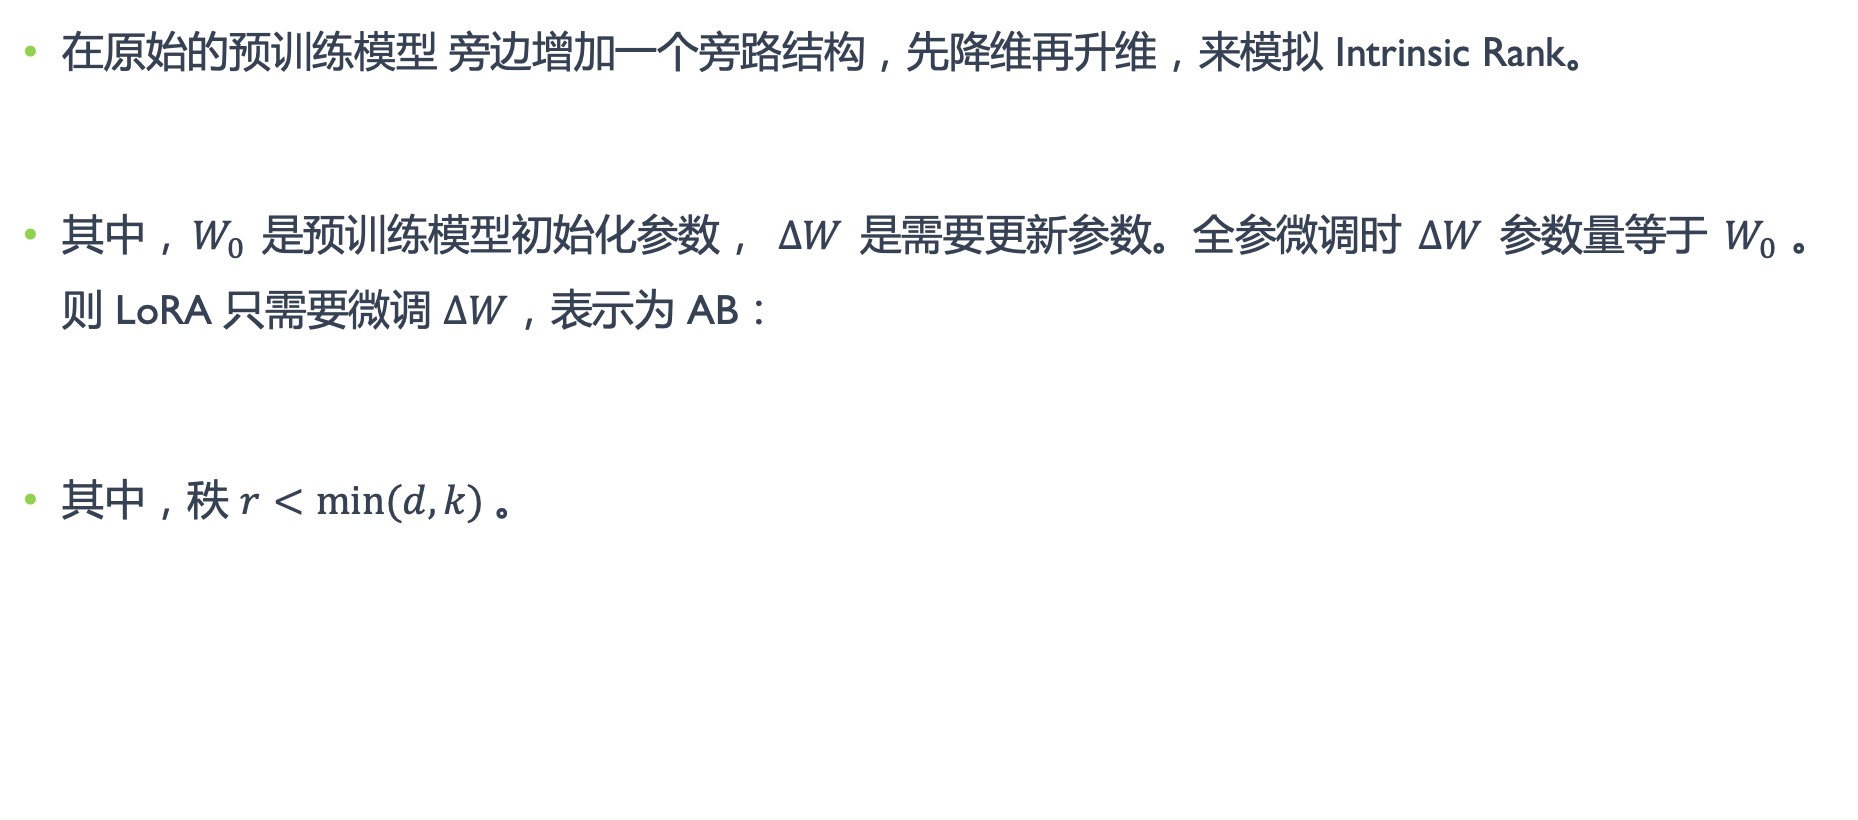 • 在原始的预训练模型 旁边增加一个旁路结构，先降维再升维，来模拟 Intrinsic Rank。
• 其中，W₀ 是预训练模型初始化参数， ΔW 是需要更新参数。全参微调时 ΔW 参数量等于 W₀ 。
则 LoRA 只需要微调 ΔW，表示为 AB：
• 其中，秩 r < min(d, k) 。